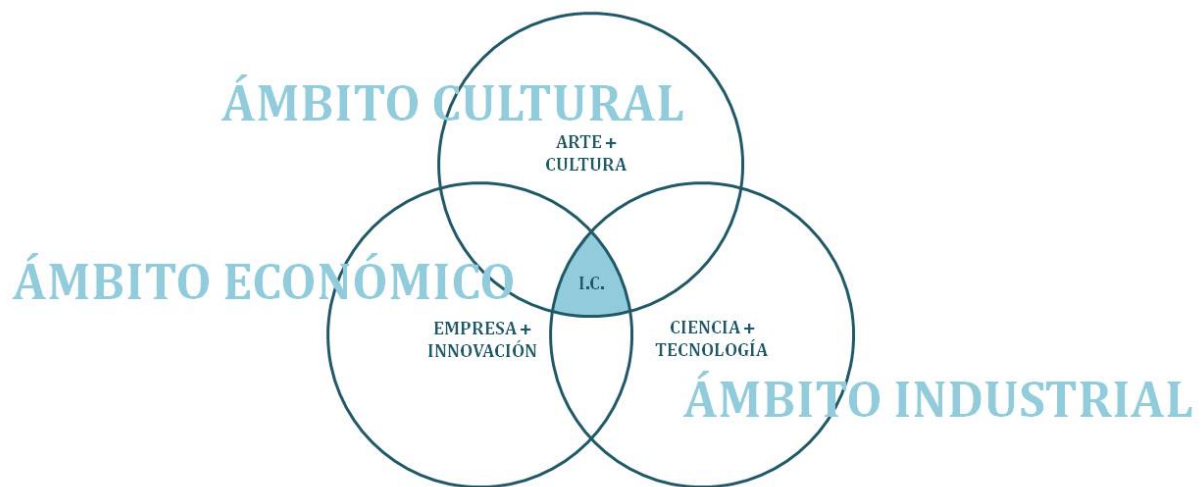 ÁMBITO CULTURAL
ARTE +
CULTURA
ÁMBITO ECONÓMICO
I.C.
EMPRESA +
INNOVACIÓN
CIENCIA +
TECNOLOGÍA
ÁMBITO INDUSTRIAL